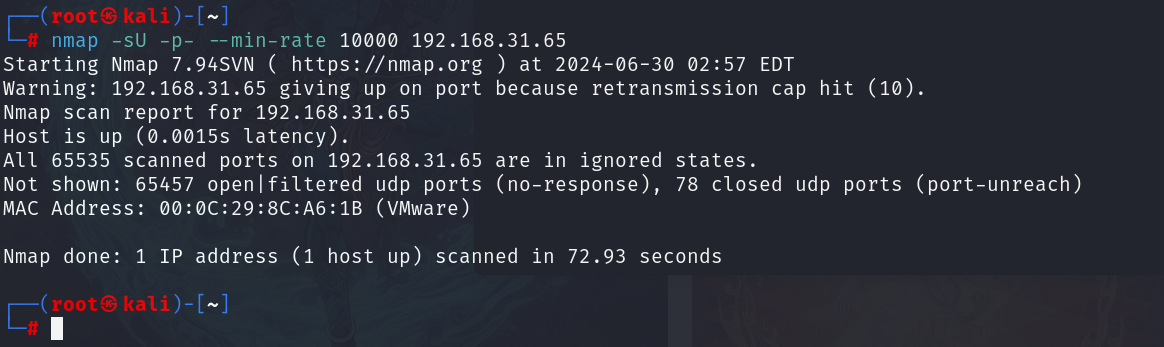 ┌──(root㉿kali)-[~]
└─# nmap -sU -p- --min-rate 10000 192.168.31.65
Starting Nmap 7.94SVN ( https://nmap.org ) at 2024-06-30 02:57 EDT
Warning: 192.168.31.65 giving up on port because retransmission cap hit (10).
Nmap scan report for 192.168.31.65
Host is up (0.0015s latency).
All 65535 scanned ports on 192.168.31.65 are in ignored states.
Not shown: 65457 open|filtered udp ports (no-response), 78 closed udp ports (port-unreach)
MAC Address: 00:0C:29:8C:A6:1B (VMware)
Nmap done: 1 IP address (1 host up) scanned in 72.93 seconds
┌──(root㉿kali)-[~]
└─#